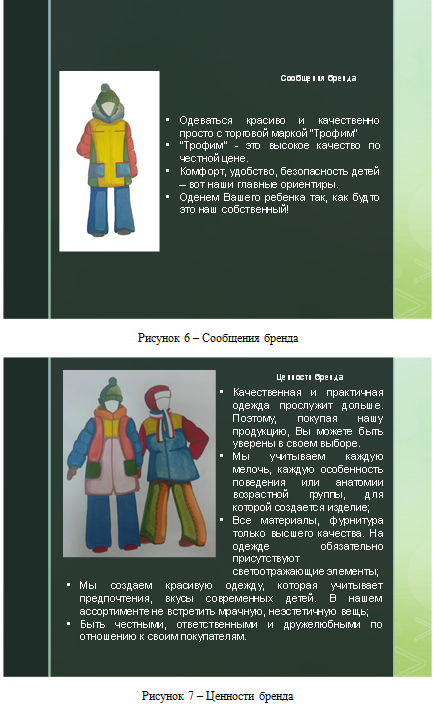 Сообщения бренда
• Одеваться красиво и качественно
просто с торговой маркой "Трофим"
• "Трофим" - это высокое качество по
честной цене.
• Комфорт, удобство, безопасность детей
– вот наши главные ориентиры.
• Оденем Вашего ребенка так, как будто
это наш собственный!
Рисунок 6 – Сообщения бренда
Ценности бренда
• Качественная и практичная
одежда прослужит дольше.
Поэтому, покупая нашу
продукцию, Вы можете быть
уверены в своем выборе.
• Мы учитываем каждую
мелочь, каждую особенность
поведения или анатомии
возрастной группы, для
которой создается изделие;
• Все материалы, фурнитура
только высшего качества. На
одежде обязательно
присутствуют
светоотражающие элементы;
• Мы создаем красивую одежду, которая учитывает
предпочтения, вкусы современных детей. В нашем
ассортименте не встретить мрачную, неэстетичную вещь;
• Быть честными, ответственными и дружелюбными по
отношению к своим покупателям.
Рисунок 7 – Ценности бренда